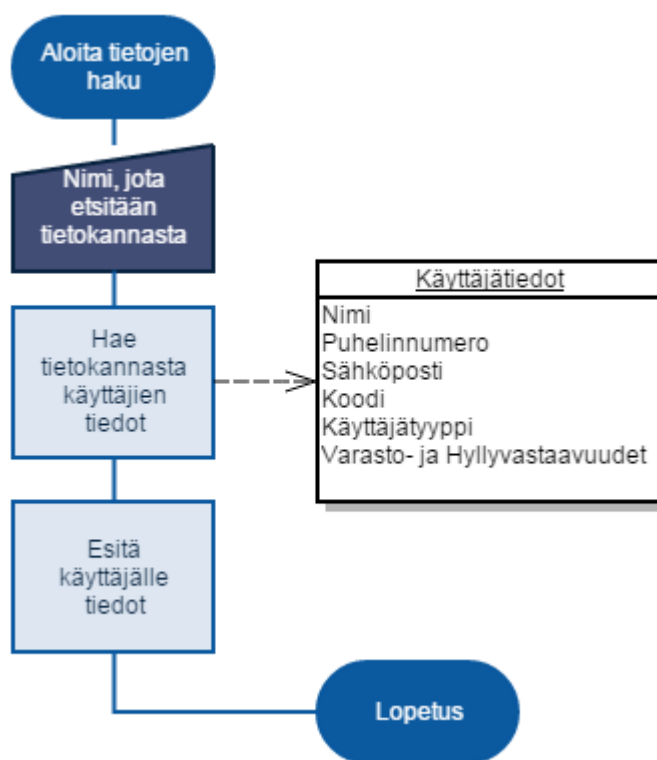 Aloita tietojen
haku
Nimi, jota
etsitään
tietokannasta
Hae
tietokannasta
käyttäjien
tiedot
Käyttäjätiedot
Nimi
Puhelinnumero
Sähköposti
Koodi
Käyttäjätyyppi
Varasto- ja Hyllyvastaavuudet
Esitä
käyttäjälle
tiedot
Lopetus